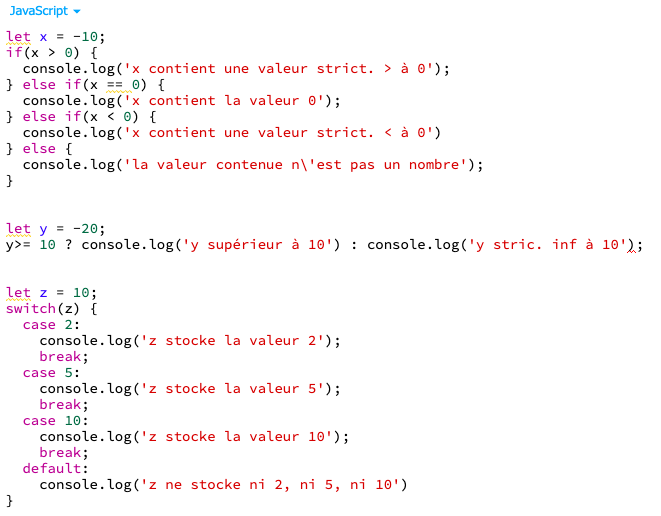 JavaScript
let x = -10;
if(x > 0) {
  console.log('x contient une valeur strict. > à 0');
} else if(x == 0) {
  console.log('x contient la valeur 0');
} else if(x < 0) {
  console.log('x contient une valeur strict. < à 0')
} else {
  console.log('la valeur contenue n\'est pas un nombre');
}
let y = -20;
y>= 10 ? console.log('y supérieur à 10') : console.log('y stric. inf à 10');
let z = 10;
switch(z) {
  case 2:
    console.log('z stocke la valeur 2');
    break;
  case 5:
    console.log('z stocke la valeur 5');
    break;
  case 10:
    console.log('z stocke la valeur 10');
    break;
  default:
    console.log('z ne stocke ni 2, ni 5, ni 10')
}